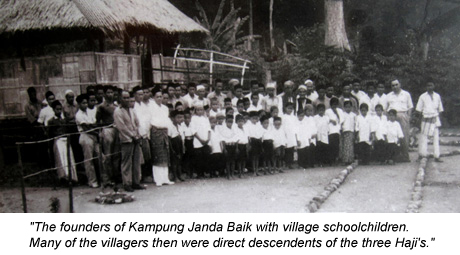 "The founders of Kampung Janda Baik with village schoolchildren.
Many of the villagers then were direct descendents of the three Haji's."